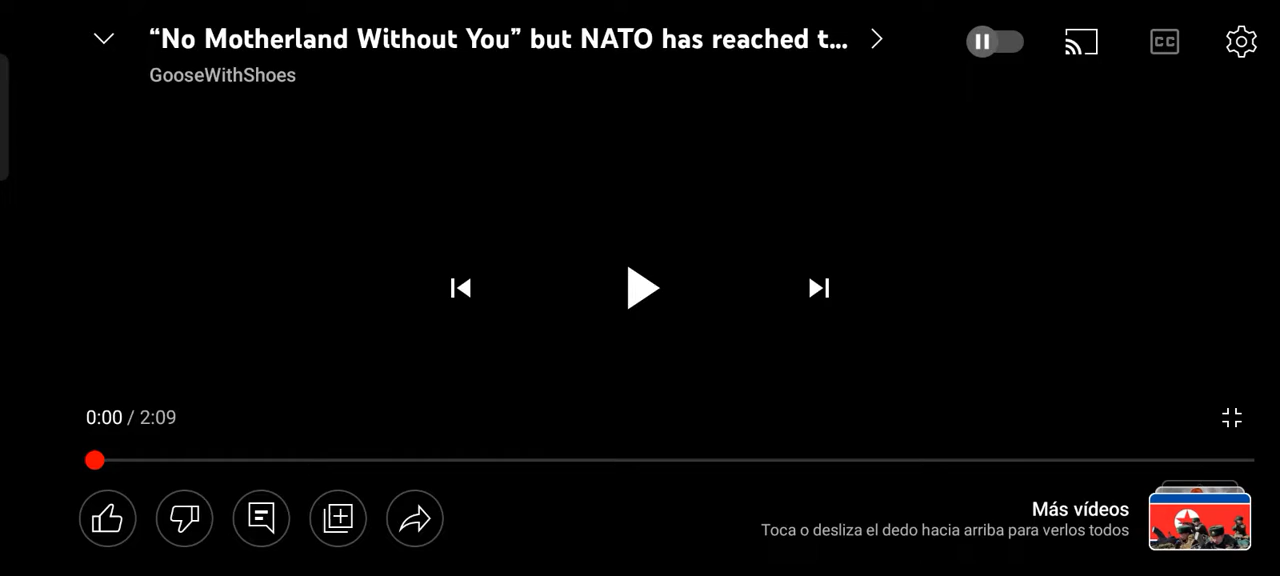 “No Motherland Without You” but NATO has reached t...
GooseWithShoes
CC
0:00 / 2:09
Más vídeos
Toca o desliza el dedo hacia arriba para verlos todos